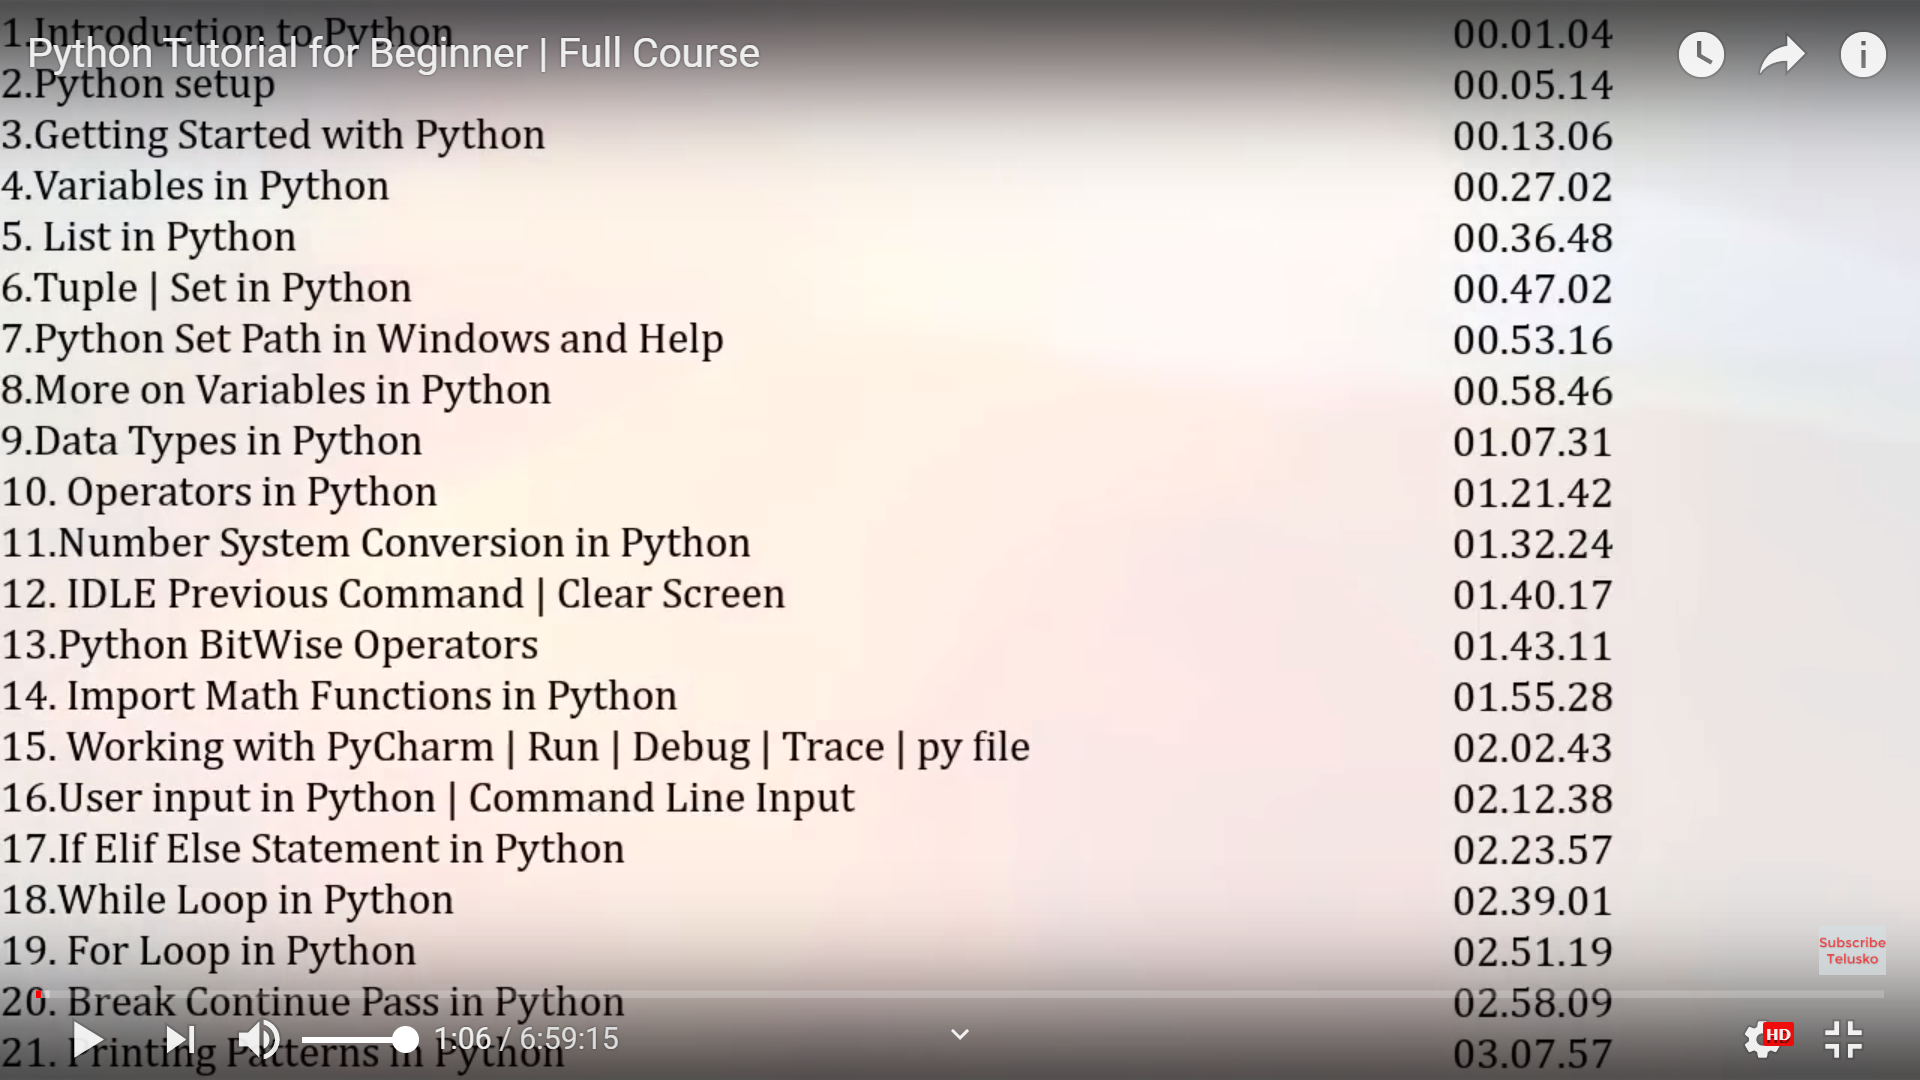 1.Introduction to Python 00.01.04
Python Tutorial for Beginner | Full Course
2.Python setup 00.05.14
3.Getting Started with Python 00.13.06
4.Variables in Python 00.27.02
5. List in Python 00.36.48
6.Tuple | Set in Python 00.47.02
7.Python Set Path in Windows and Help 00.53.16
8.More on Variables in Python 00.58.46
9.Data Types in Python 01.07.31
10. Operators in Python 01.21.42
11.Number System Conversion in Python 01.32.24
12. IDLE Previous Command | Clear Screen 01.40.17
13.Python BitWise Operators 01.43.11
14. Import Math Functions in Python 01.55.28
15. Working with PyCharm | Run | Debug | Trace | py file 02.02.43
16.User input in Python | Command Line Input 02.12.38
17.If Elif Else Statement in Python 02.23.57
18.While Loop in Python 02.39.01
19. For Loop in Python 02.51.19
Subscribe
Telusko
20. Break Continue Pass in Python 02.58.09
1:06 / 6:59:15
HD
21. Printing Patterns in Python 03.07.57